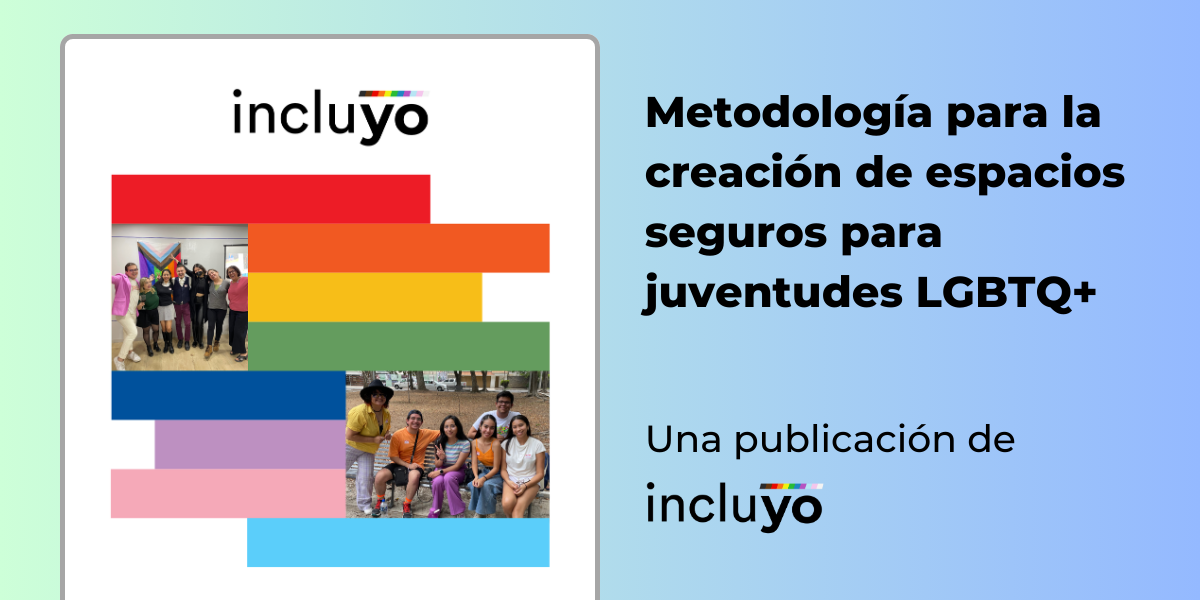 incluyo
Metodología para la
creación de espacios
seguros para
juventudes LGBTQ+
Una publicación de
incluyo